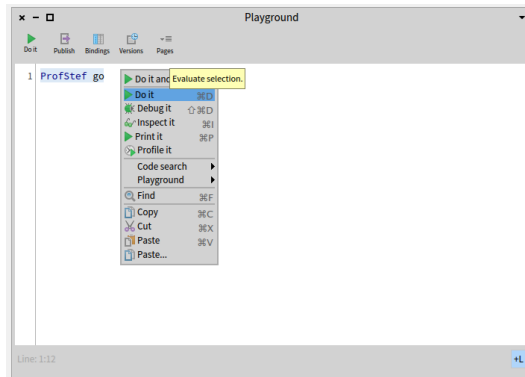 Playground
Do it Publish Bindings Versions Pages
1 ProfStef go
Do it and
Evaluate selection.
Do it ⌘D
Debug it ⇧⌘D
Inspect it ⌘I
Print it ⌘P
Profile it
Code search
Playground
Find ⌘F
Copy ⌘C
Cut ⌘X
Paste ⌘V
Paste...
Line: 1:12
+L